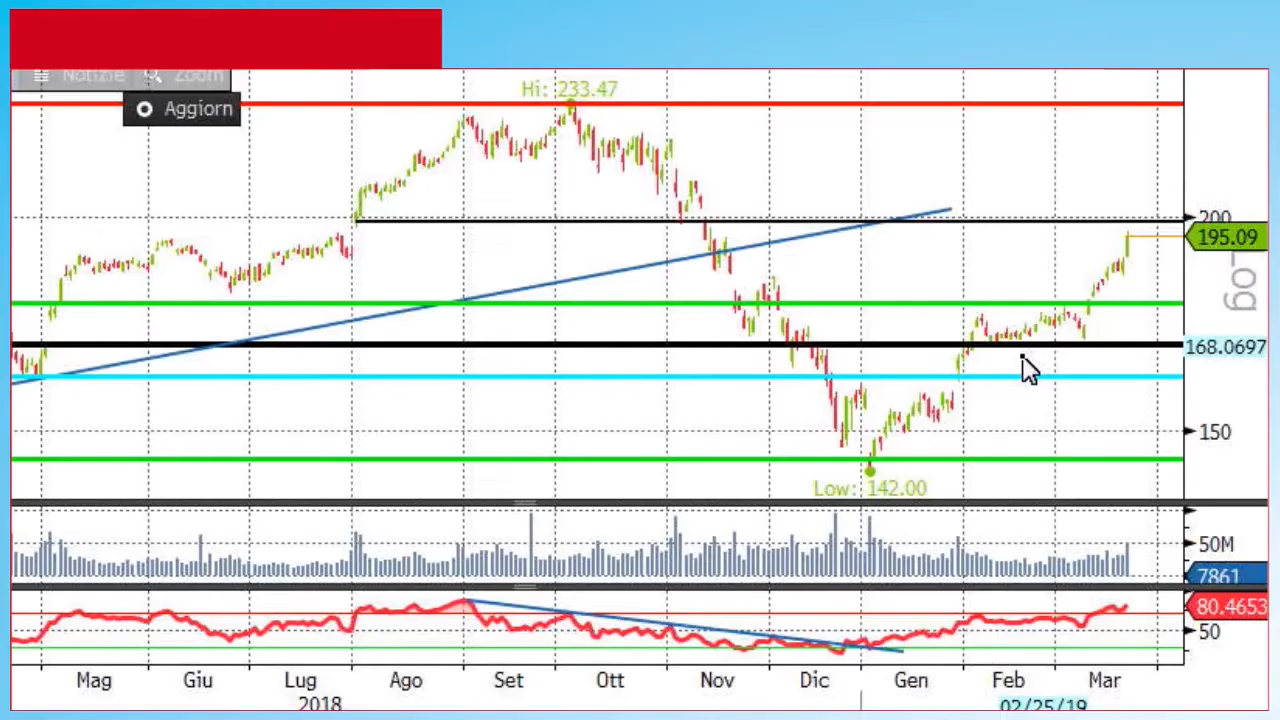 Notizie Zoom
Aggiorn
Hi: 233.47
200
195.09
Log
168.0697
150
Low: 142.00
50M
7861
80.4653
50
Mag Giu Lug Ago Set Ott Nov Dic Gen Feb Mar
2018 02/25/19